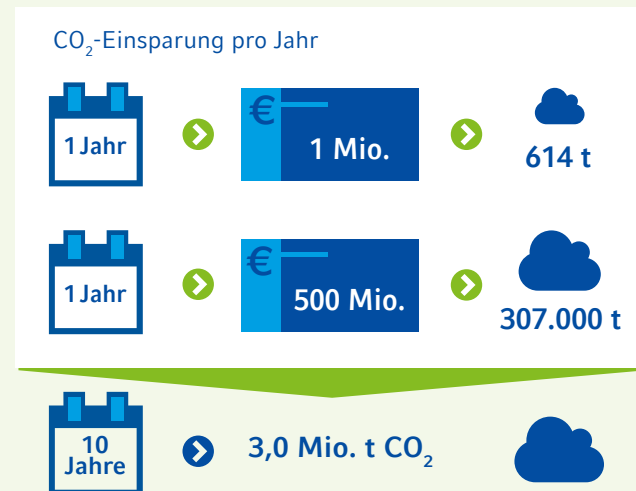 CO₂-Einsparung pro Jahr
1 Jahr
€
1 Mio.
614 t
1 Jahr
€
500 Mio.
307.000 t
10
Jahre
3,0 Mio. t CO₂